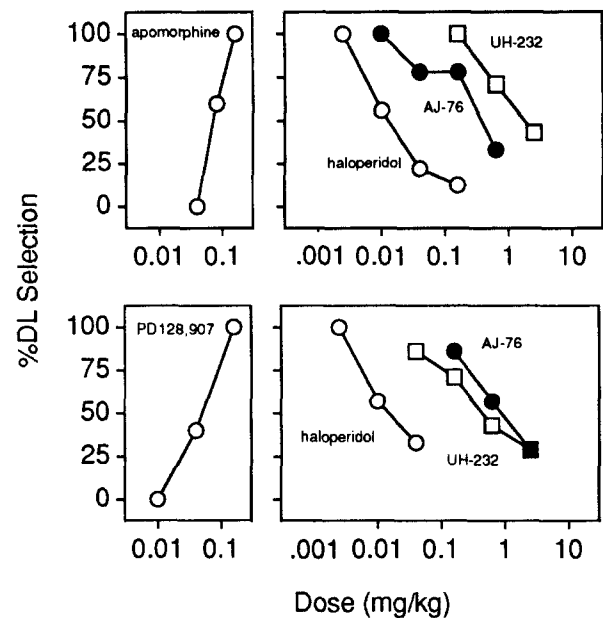 %DL Selection
100
75
50
25
0
apomorphine
0.01 0.1
UH-232
AJ-76
haloperidol
.001 0.01 0.1 1 10
100
75
50
25
0
PD128,907
0.01 0.1
AJ-76
haloperidol
UH-232
.001 0.01 0.1 1 10
Dose (mg/kg)